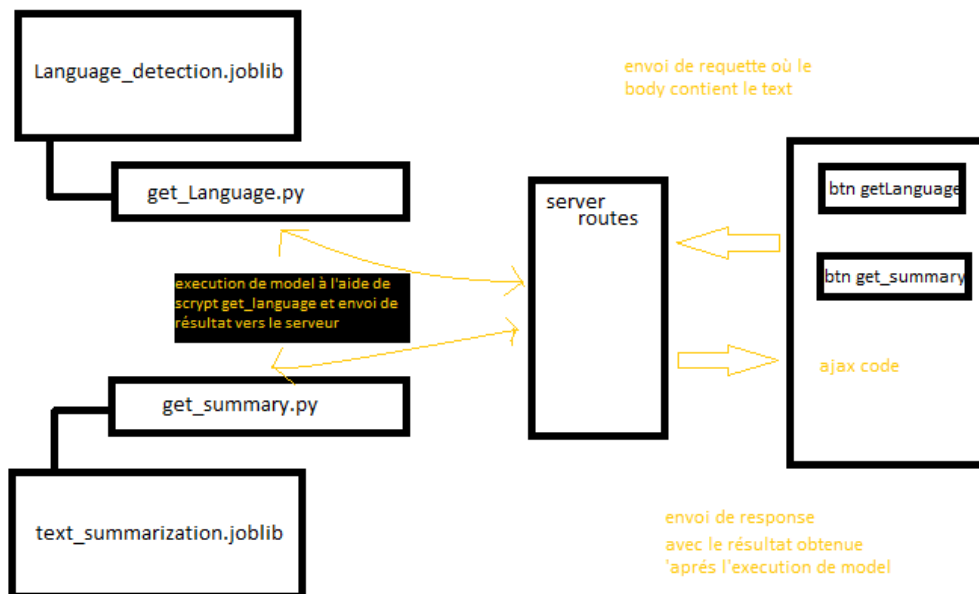 Language_detection.joblib
envoi de requette où le
body contient le text
get_Language.py
server
routes
btn getLanguage
btn get_summary
execution de model à l'aide de
scrypt get_language et envoi de
résultat vers le serveur
ajax code
get_summary.py
text_summarization.joblib
envoi de response
avec le résultat obtenue
'aprés l'execution de model